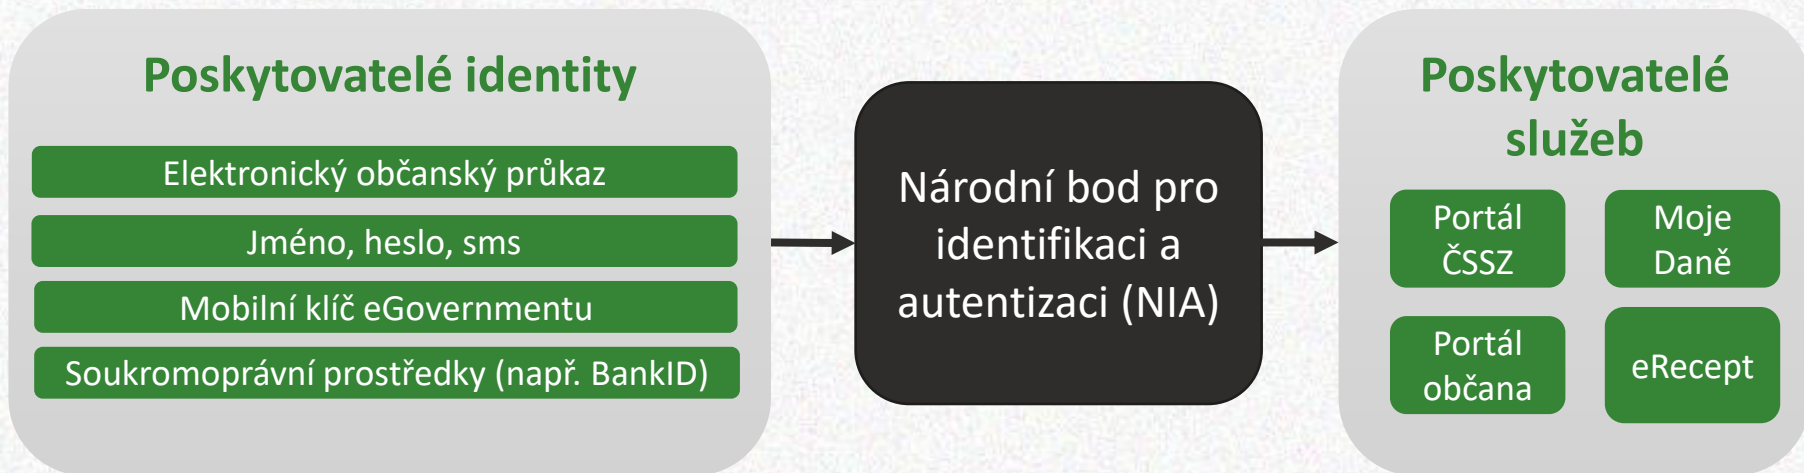 Poskytovatelé identity
Elektronický občanský průkaz
Jméno, heslo, sms
Mobilní klíč eGovernmentu
Soukromoprávní prostředky (např. BankID)
Národní bod pro
identifikaci a
autentizaci (NIA)
Poskytovatelé
služeb
Portál
ČSSZ
Moje
Daně
Portál
občana
eRecept